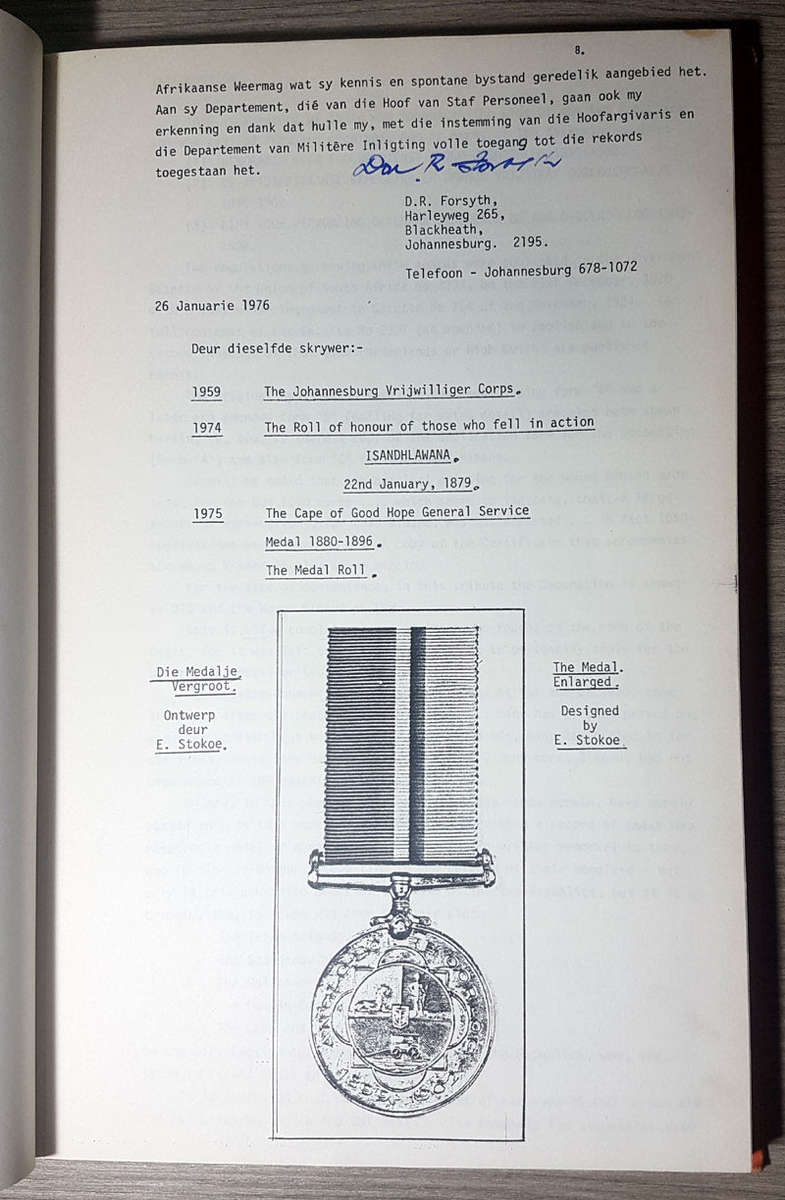 8.
Afrikaanse Weermag wat sy kennis en spontane bystand geredelik aangebied het.
Aan sy Departement, dié van die Hoof van Staf Personeel, gaan ook my
erkenning en dank dat hulle my, met die instemming van die Hoofargivaris en
die Departement van Militêre Inligting volle toegang tot die rekords
toegestaan het.
D.R. Forsyth,
Harleyweg 265,
Blackheath,
Johannesburg. 2195.
Telefoon - Johannesburg 678-1072
26 Januarie 1976
Deur dieselfde skrywer:-
1959 The Johannesburg Vrijwilliger Corps.
1974 The Roll of honour of those who fell in action
ISANDHLAWANA.
22nd January, 1879.
1975 The Cape of Good Hope General Service
Medal 1880-1896.
The Medal Roll.
Die Medalje
Vergroot.
Ontwerp
deur
E. Stokoe.
The Medal.
Enlarged.
Designed
by
E. Stokoe